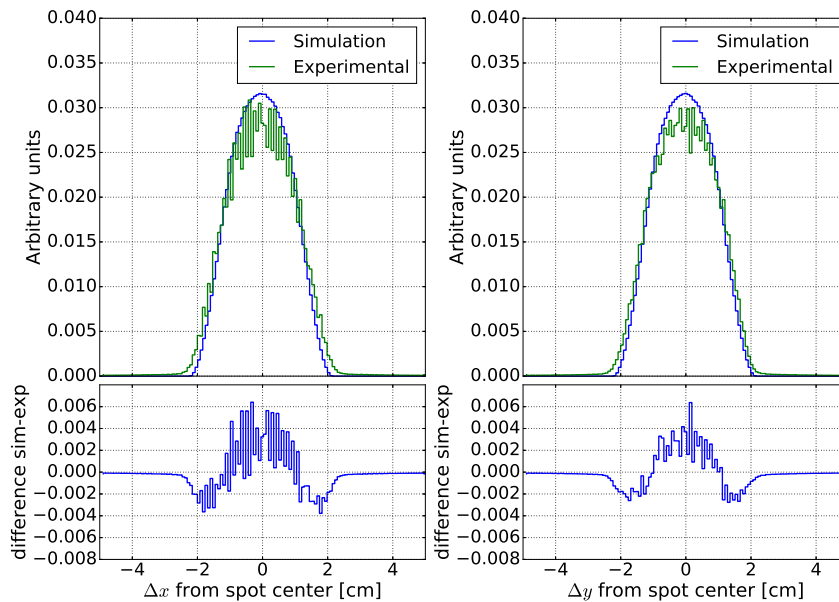 0.040
0.035
0.030
0.025
0.020
0.015
0.010
0.005
0.000
Arbitrary units
Simulation
Experimental
0.006
0.004
0.002
0.000
−0.002
−0.004
−0.006
−0.008
difference sim-exp
−4 −2 0 2 4
Δx from spot center [cm]
0.040
0.035
0.030
0.025
0.020
0.015
0.010
0.005
0.000
Arbitrary units
Simulation
Experimental
0.006
0.004
0.002
0.000
−0.002
−0.004
−0.006
−0.008
difference sim-exp
−4 −2 0 2 4
Δy from spot center [cm]